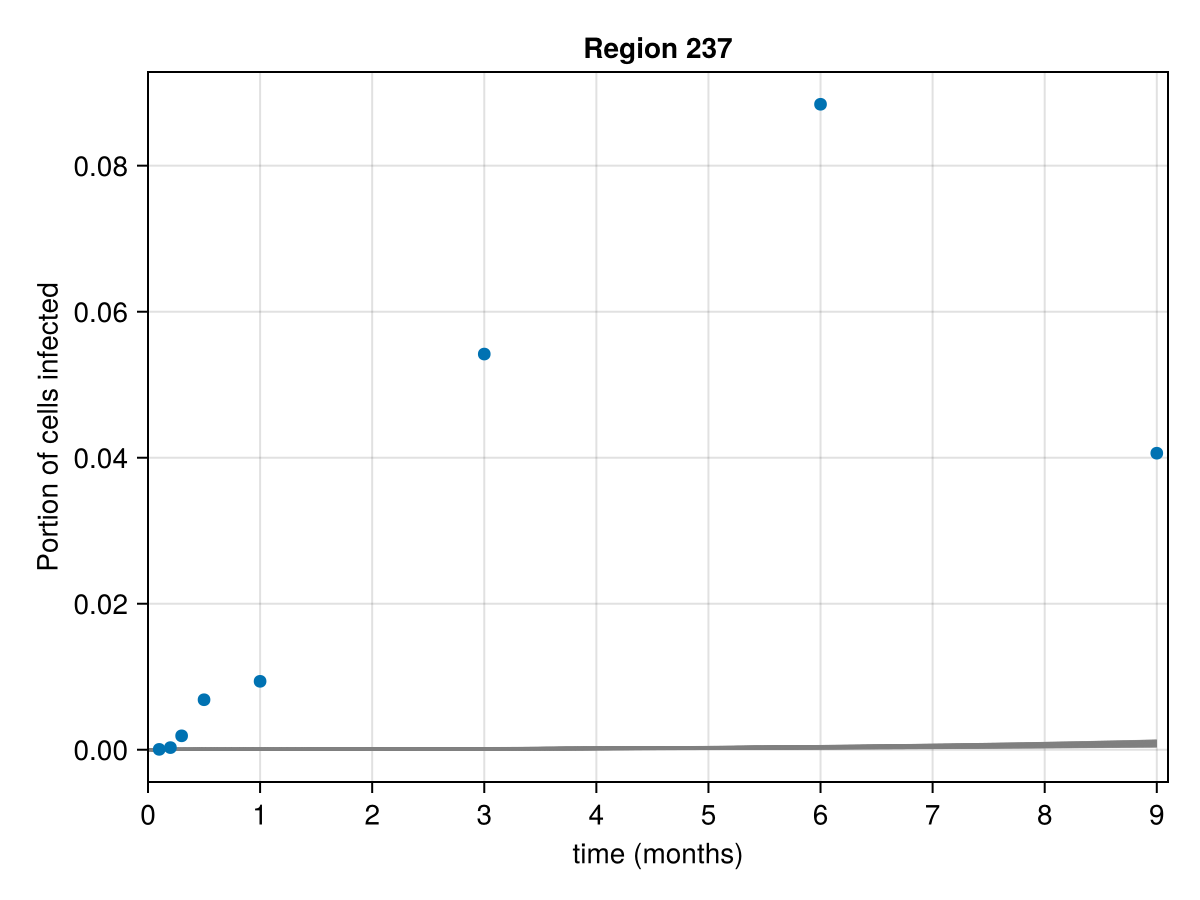 Region 237
Portion of cells infected
0.08
0.06
0.04
0.02
0.00
0 1 2 3 4 5 6 7 8 9
time (months)